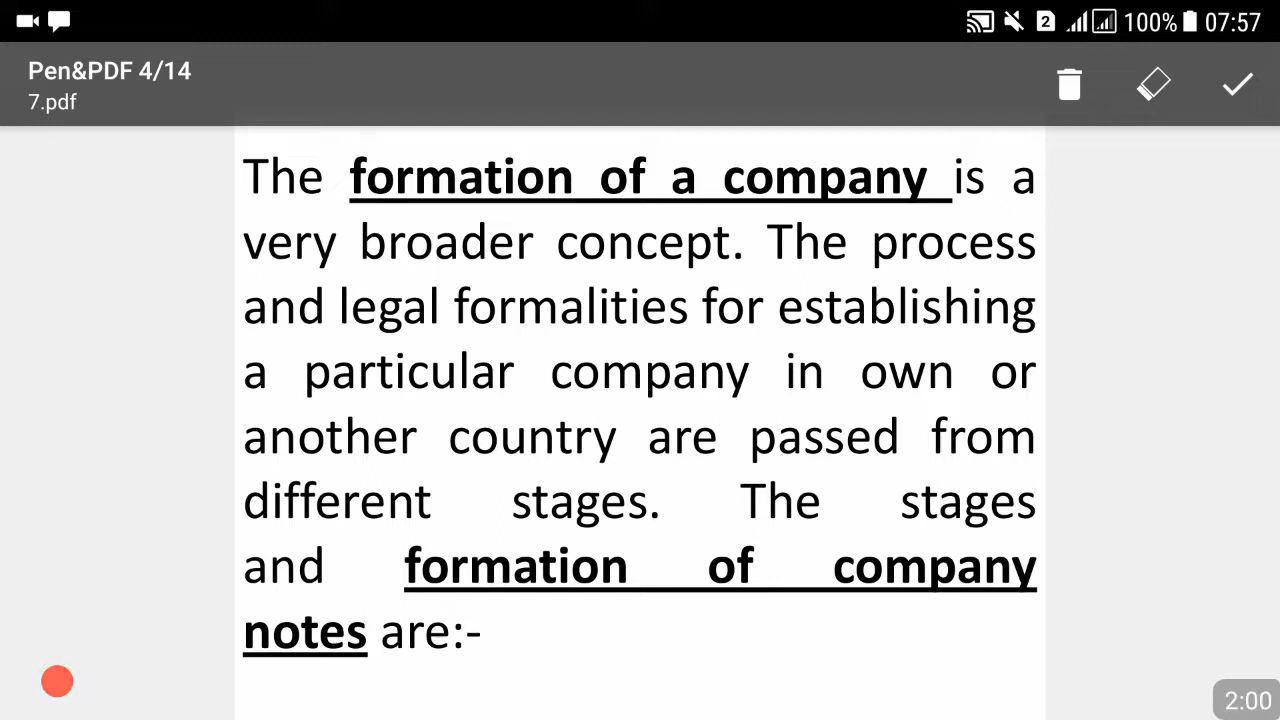 2 100% 07:57
Pen&PDF 4/14
7.pdf
The formation of a company is a
very broader concept. The process
and legal formalities for establishing
a particular company in own or
another country are passed from
different stages. The stages
and formation of company
notes are:-
2:00